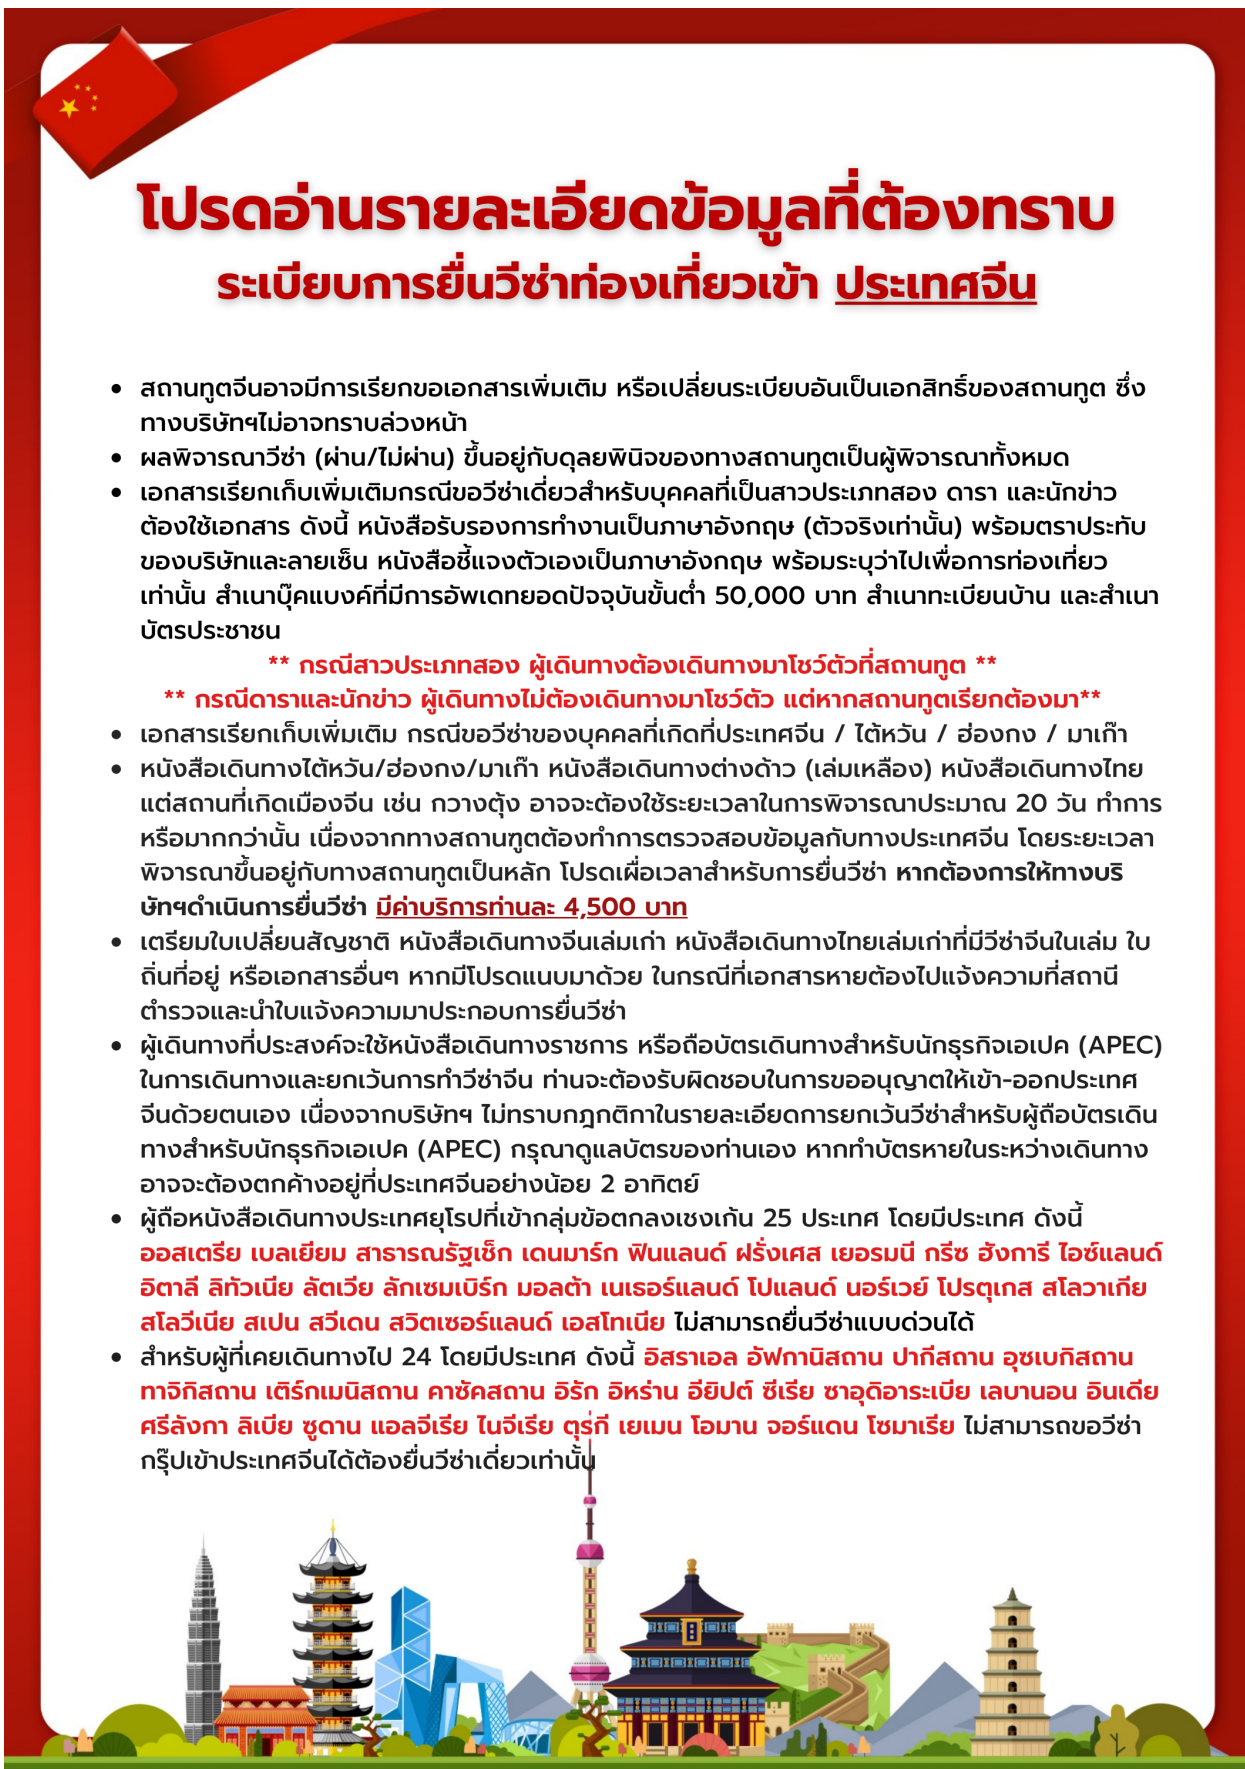 โปรดอ่านรายละเอียดข้อมูลที่ต้องทราบ
ระเบียบการยื่นวีซ่าท่องเที่ยวเข้า ประเทศจีน
• สถานทูตจีนอาจมีการเรียกขอเอกสารเพิ่มเติม หรือเปลี่ยนระเบียบอันเป็นเอกสิทธิ์ของสถานทูต ซึ่ง
ทางบริษัทฯไม่อาจทราบล่วงหน้า
• ผลพิจารณาวีซ่า (ผ่าน/ไม่ผ่าน) ขึ้นอยู่กับดุลยพินิจของทางสถานทูตเป็นผู้พิจารณาทั้งหมด
• เอกสารเรียกเก็บเพิ่มเติมกรณีขอวีซ่าเดี่ยวสำหรับบุคคลที่เป็นสาวประเภทสอง ดารา และนักข่าว
ต้องใช้เอกสาร ดังนี้ หนังสือรับรองการทำงานเป็นภาษาอังกฤษ (ตัวจริงเท่านั้น) พร้อมตราประทับ
ของบริษัทและลายเซ็น หนังสือชี้แจงตัวเองเป็นภาษาอังกฤษ พร้อมระบุว่าไปเพื่อการท่องเที่ยว
เท่านั้น สำเนาบุ๊คแบงค์ที่มีการอัพเดทยอดปัจจุบันขั้นต่ำ 50,000 บาท สำเนาทะเบียนบ้าน และสำเนา
บัตรประชาชน
** กรณีสาวประเภทสอง ผู้เดินทางต้องเดินทางมาโชว์ตัวที่สถานทูต **
** กรณีดาราและนักข่าว ผู้เดินทางไม่ต้องเดินทางมาโชว์ตัว แต่หากสถานทูตเรียกต้องมา**
• เอกสารเรียกเก็บเพิ่มเติม กรณีขอวีซ่าของบุคคลที่เกิดที่ประเทศจีน / ไต้หวัน / ฮ่องกง / มาเก๊า
• หนังสือเดินทางไต้หวัน/ฮ่องกง/มาเก๊า หนังสือเดินทางต่างด้าว (เล่มเหลือง) หนังสือเดินทางไทย
แต่สถานที่เกิดเมืองจีน เช่น กวางตุ้ง อาจจะต้องใช้ระยะเวลาในการพิจารณาประมาณ 20 วัน ทำการ
หรือมากกว่านั้น เนื่องจากทางสถานฑูตต้องทำการตรวจสอบข้อมูลกับทางประเทศจีน โดยระยะเวลา
พิจารณาขึ้นอยู่กับทางสถานทูตเป็นหลัก โปรดเผื่อเวลาสำหรับการยื่นวีซ่า หากต้องการให้ทางบริ
ษัทฯดำเนินการยื่นวีซ่า มีค่าบริการท่านละ 4,500 บาท
• เตรียมใบเปลี่ยนสัญชาติ หนังสือเดินทางจีนเล่มเก่า หนังสือเดินทางไทยเล่มเก่าที่มีวีซ่าจีนในเล่ม ใบ
ถิ่นที่อยู่ หรือเอกสารอื่นๆ หากมีโปรดแนบมาด้วย ในกรณีที่เอกสารหายต้องไปแจ้งความที่สถานี
ตำรวจและนำใบแจ้งความมาประกอบการยื่นวีซ่า
• ผู้เดินทางที่ประสงค์จะใช้หนังสือเดินทางราชการ หรือถือบัตรเดินทางสำหรับนักธุรกิจเอเปค (APEC)
ในการเดินทางและยกเว้นการทำวีซ่าจีน ท่านจะต้องรับผิดชอบในการขออนุญาตให้เข้า-ออกประเทศ
จีนด้วยตนเอง เนื่องจากบริษัทฯ ไม่ทราบกฎกติกาในรายละเอียดการยกเว้นวีซ่าสำหรับผู้ถือบัตรเดิน
ทางสำหรับนักธุรกิจเอเปค (APEC) กรุณาดูแลบัตรของท่านเอง หากทำบัตรหายในระหว่างเดินทาง
อาจจะต้องตกค้างอยู่ที่ประเทศจีนอย่างน้อย 2 อาทิตย์
• ผู้ถือหนังสือเดินทางประเทศยุโรปที่เข้ากลุ่มข้อตกลงเชงเก้น 25 ประเทศ โดยมีประเทศ ดังนี้
ออสเตรีย เบลเยียม สาธารณรัฐเช็ก เดนมาร์ก ฟินแลนด์ ฝรั่งเศส เยอรมนี กรีซ ฮังการี ไอซ์แลนด์
อิตาลี ลิทัวเนีย ลัตเวีย ลักเซมเบิร์ก มอลต้า เนเธอร์แลนด์ โปแลนด์ นอร์เวย์ โปรตุเกส สโลวาเกีย
สโลวีเนีย สเปน สวีเดน สวิตเซอร์แลนด์ เอสโทเนีย ไม่สามารถยื่นวีซ่าแบบด่วนได้
• สำหรับผู้ที่เคยเดินทางไป 24 โดยมีประเทศ ดังนี้ อิสราเอล อัฟกานิสถาน ปากีสถาน อุซเบกิสถาน
ทาจิกิสถาน เติร์กเมนิสถาน คาซัคสถาน อิรัก อิหร่าน อียิปต์ ซีเรีย ซาอุดิอาระเบีย เลบานอน อินเดีย
ศรีลังกา ลิเบีย ซูดาน แอลจีเรีย ไนจีเรีย ตุรกี เยเมน โอมาน จอร์แดน โซมาเรีย ไม่สามารถขอวีซ่า
กรุ๊ปเข้าประเทศจีนได้ต้องยื่นวีซ่าเดี่ยวเท่านั้น